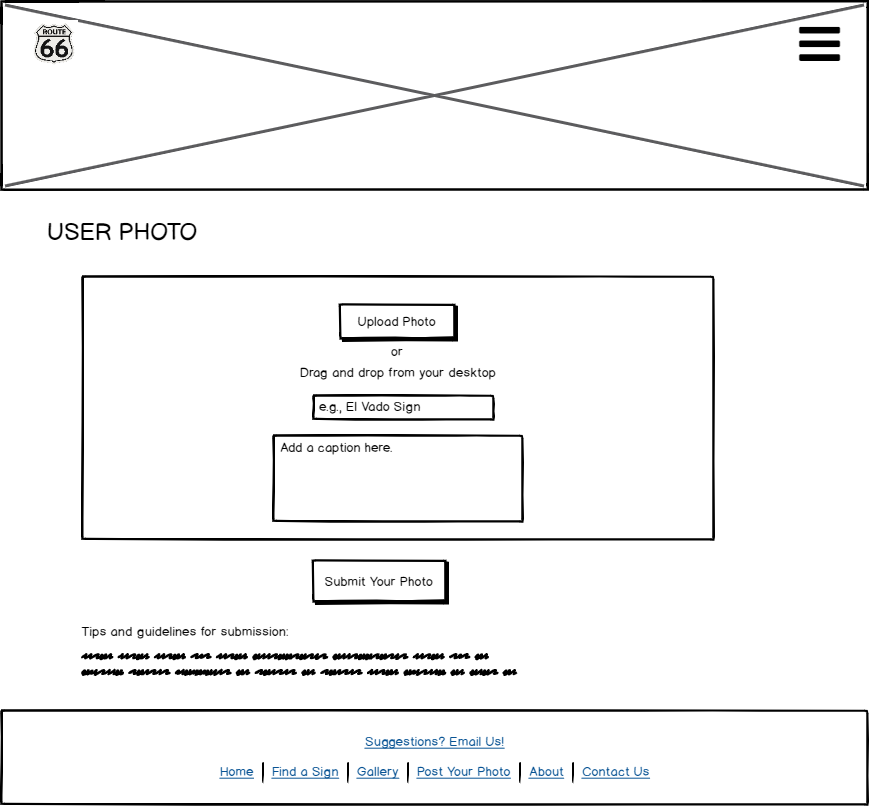 ROUTE
66
USER PHOTO
Upload Photo
or
Drag and drop from your desktop
e.g., El Vado Sign
Add a caption here.
Submit Your Photo
Tips and guidelines for submission:
Suggestions? Email Us!
Home | Find a Sign | Gallery | Post Your Photo | About | Contact Us